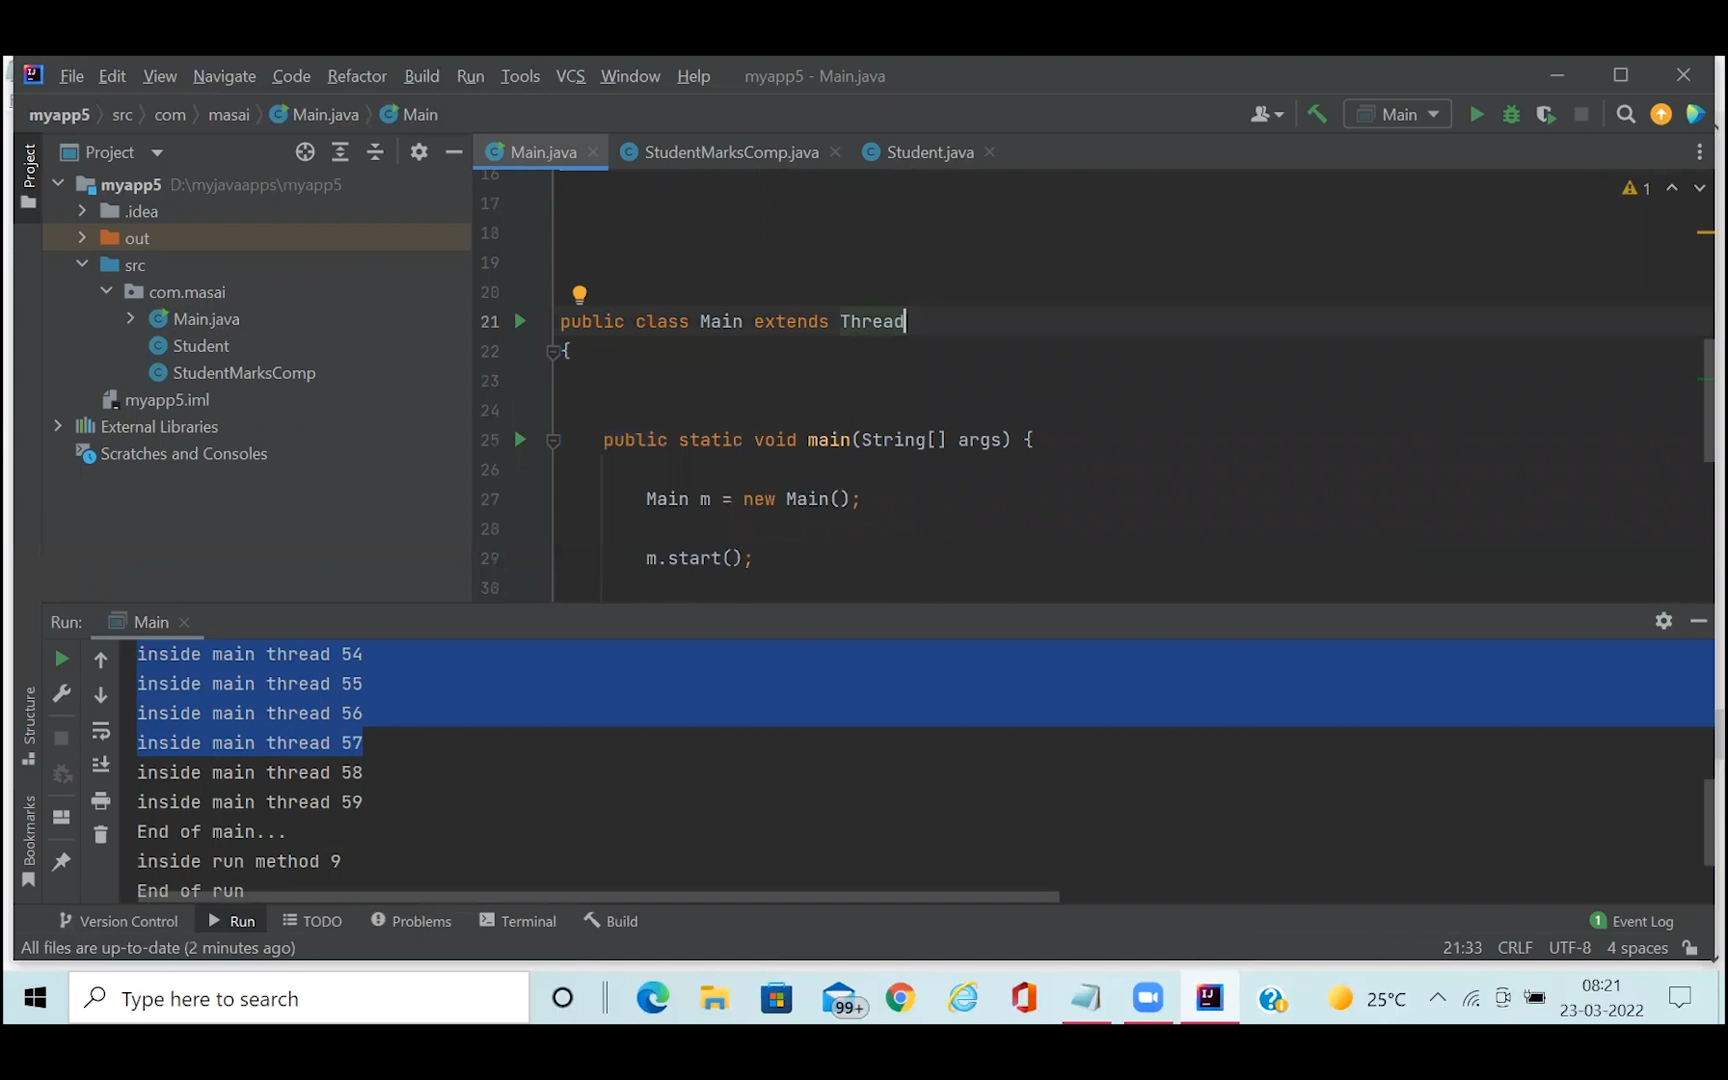 File Edit View Navigate Code Refactor Build Run Tools VCS Window Help myapp5 - Main.java
myapp5 src com masai Main.java Main
Main
Project
Project
Main.java StudentMarksComp.java Student.java
myapp5 D:\myjavaapps\myapp5
.idea
out
src
com.masai
Main.java
Student
StudentMarksComp
myapp5.iml
External Libraries
Scratches and Consoles
1
16
17
18
19
20
21 public class Main extends Thread
22 {
23
24
25 public static void main(String[] args) {
26
27 Main m = new Main();
28
29 m.start();
30
Run: Main
Structure
Bookmarks
inside main thread 54
inside main thread 55
inside main thread 56
inside main thread 57
inside main thread 58
inside main thread 59
End of main...
inside run method 9
End of run
Version Control Run TODO Problems Terminal Build 1 Event Log
All files are up-to-date (2 minutes ago) 21:33 CRLF UTF-8 4 spaces
Type here to search 99+ 25°C 08:21
23-03-2022